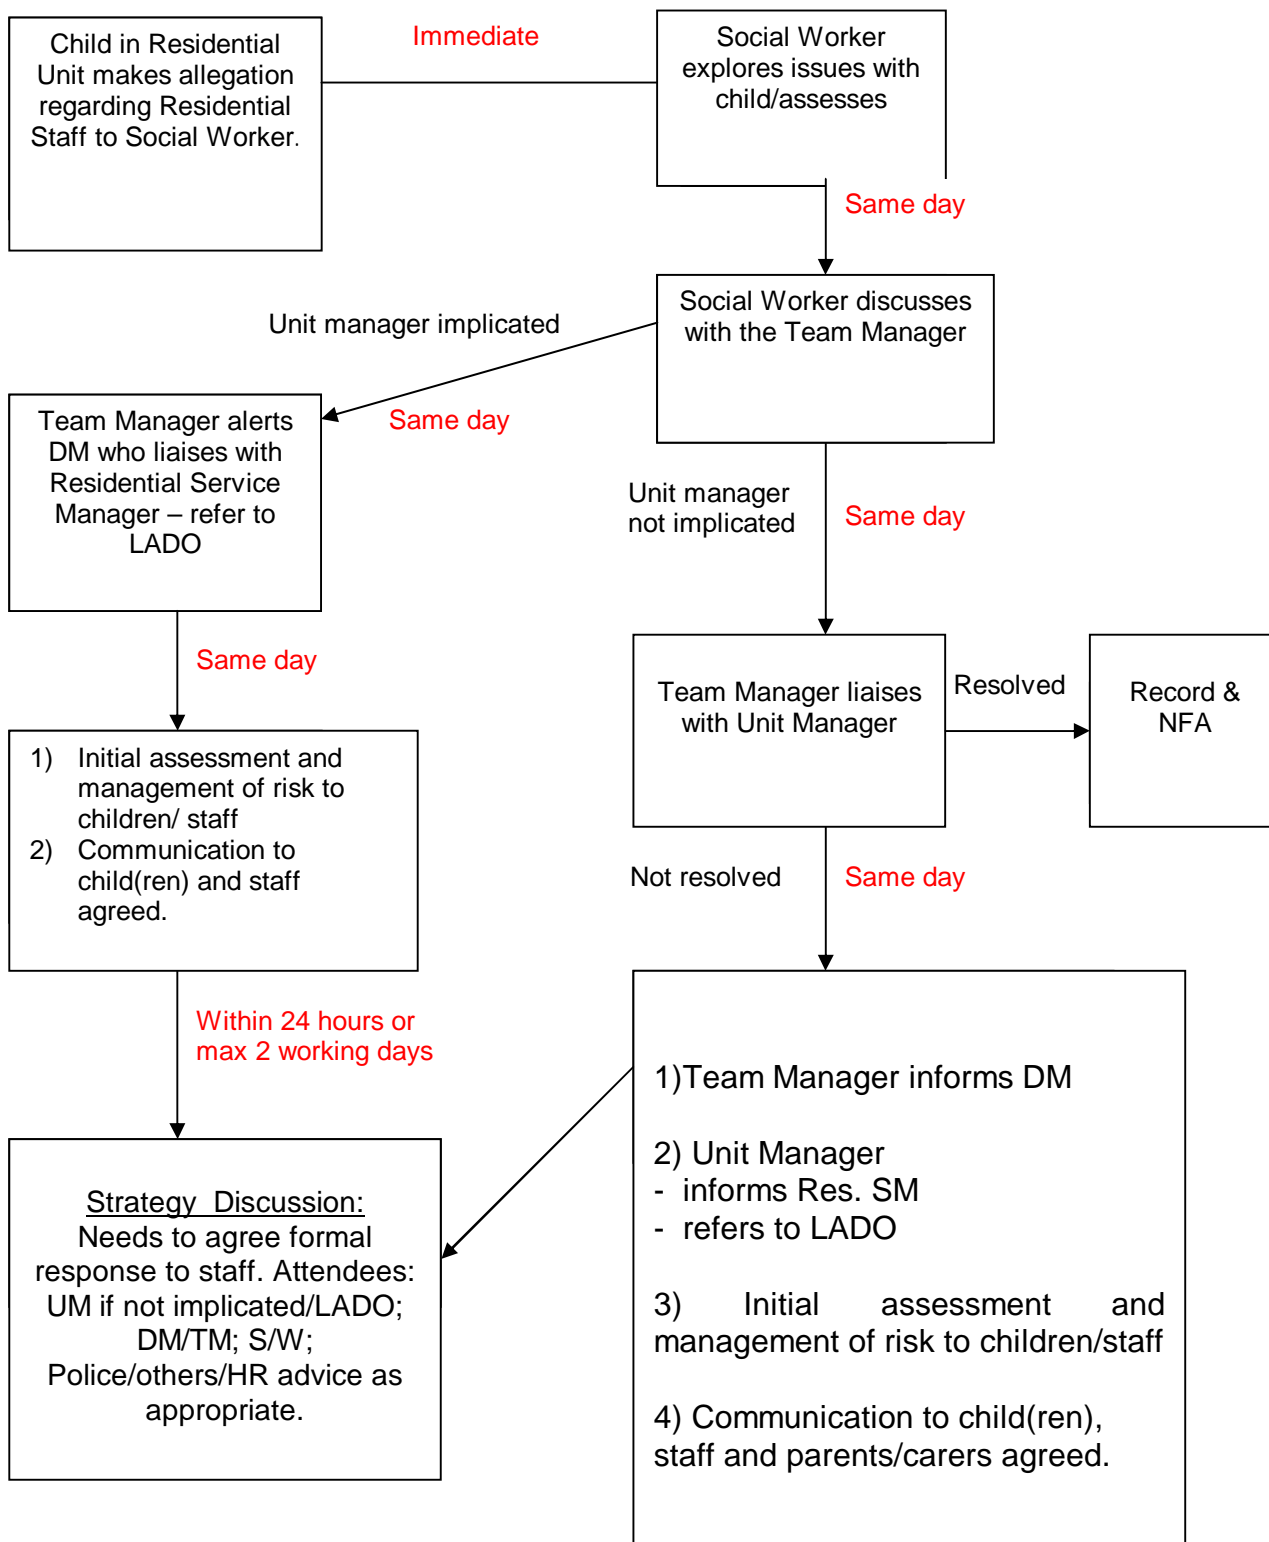 Child in Residential
Unit makes allegation
regarding Residential
Staff to Social Worker.
Immediate
Social Worker
explores issues with
child/assesses
Same day
Social Worker discusses
with the Team Manager
Unit manager implicated
Same day
Team Manager alerts
DM who liaises with
Residential Service
Manager – refer to
LADO
Unit manager
not implicated
Same day
Same day
Team Manager liaises
with Unit Manager
Resolved
Record &
NFA
1) Initial assessment and
management of risk to
children/ staff
2) Communication to
child(ren) and staff
agreed.
Not resolved
Same day
Within 24 hours or
max 2 working days
1)Team Manager informs DM
2) Unit Manager
- informs Res. SM
- refers to LADO
3) Initial assessment and
management of risk to children/staff
4) Communication to child(ren),
staff and parents/carers agreed.
Strategy Discussion:
Needs to agree formal
response to staff. Attendees:
UM if not implicated/LADO;
DM/TM; S/W;
Police/others/HR advice as
appropriate.